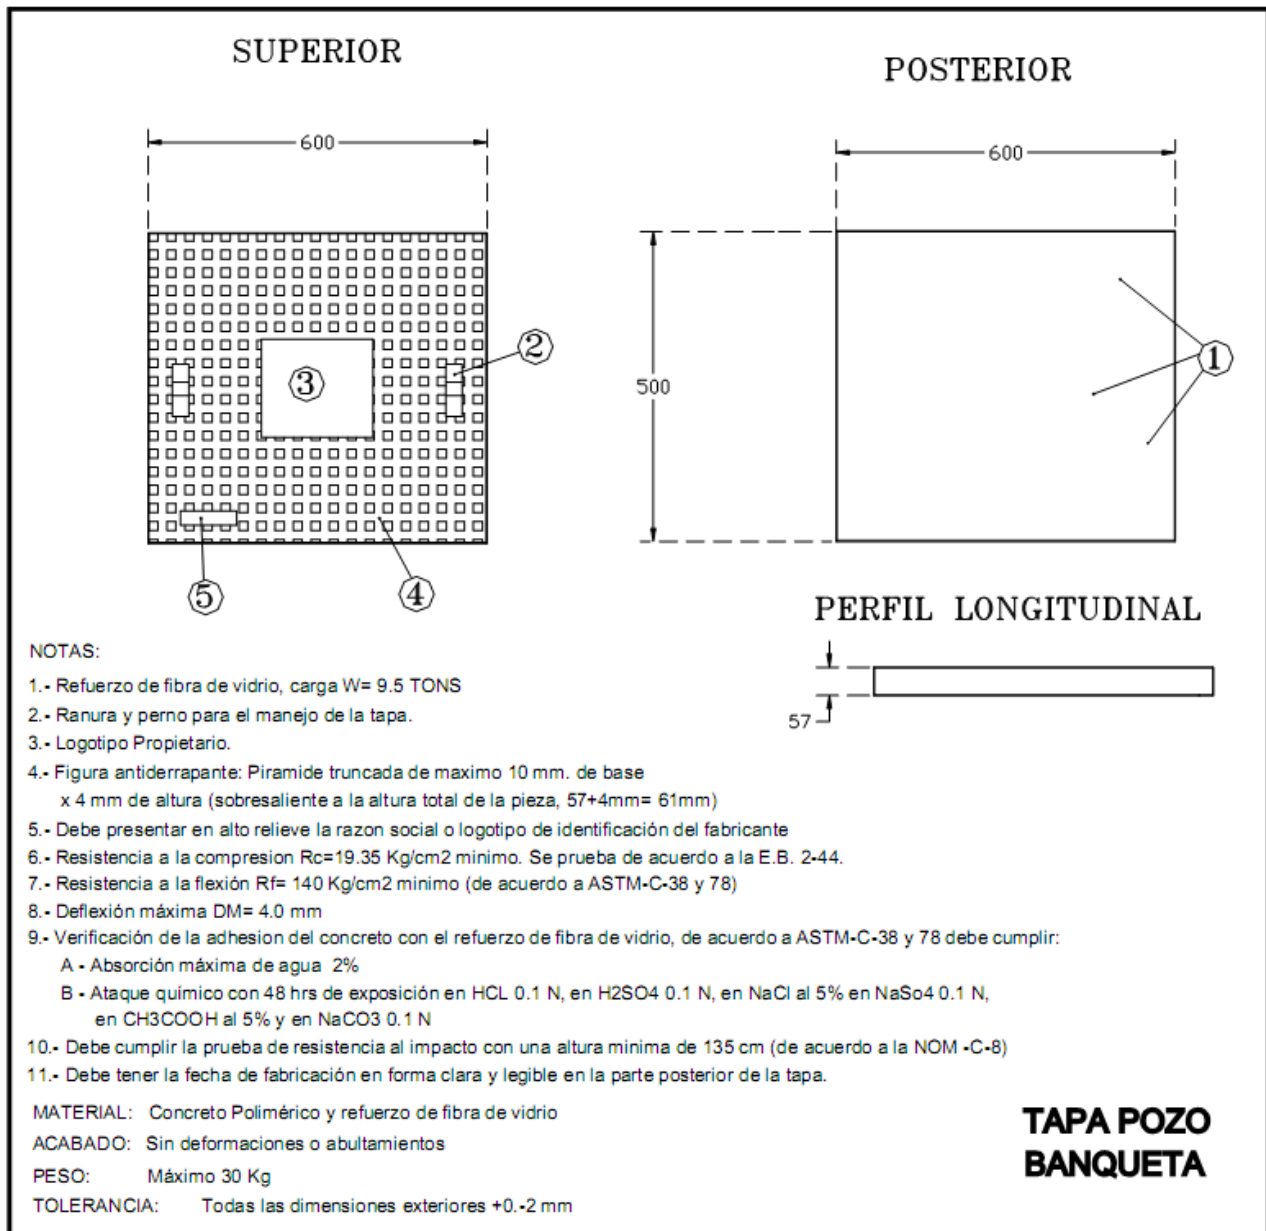 SUPERIOR
POSTERIOR
600
600
500
2
3
1
5
4
PERFIL LONGITUDINAL
57
NOTAS:
1.- Refuerzo de fibra de vidrio, carga W= 9.5 TONS
2.- Ranura y perno para el manejo de la tapa.
3.- Logotipo Propietario.
4.- Figura antiderrapante: Piramide truncada de maximo 10 mm. de base
x 4 mm de altura (sobresaliente a la altura total de la pieza, 57+4mm= 61mm)
5.- Debe presentar en alto relieve la razon social o logotipo de identificación del fabricante
6.- Resistencia a la compresion Rc=19.35 Kg/cm2 minimo. Se prueba de acuerdo a la E.B. 2-44.
7.- Resistencia a la flexión Rf= 140 Kg/cm2 minimo (de acuerdo a ASTM-C-38 y 78)
8.- Deflexión máxima DM= 4.0 mm
9.- Verificación de la adhesion del concreto con el refuerzo de fibra de vidrio, de acuerdo a ASTM-C-38 y 78 debe cumplir:
A - Absorción máxima de agua 2%
B - Ataque químico con 48 hrs de exposición en HCL 0.1 N, en H2SO4 0.1 N, en NaCl al 5% en NaSo4 0.1 N,
en CH3COOH al 5% y en NaCO3 0.1 N
10.- Debe cumplir la prueba de resistencia al impacto con una altura minima de 135 cm (de acuerdo a la NOM -C-8)
11.- Debe tener la fecha de fabricación en forma clara y legible en la parte posterior de la tapa.
MATERIAL: Concreto Polimérico y refuerzo de fibra de vidrio
ACABADO: Sin deformaciones o abultamientos
PESO: Máximo 30 Kg
TOLERANCIA: Todas las dimensiones exteriores +0.-2 mm
TAPA POZO
BANQUETA